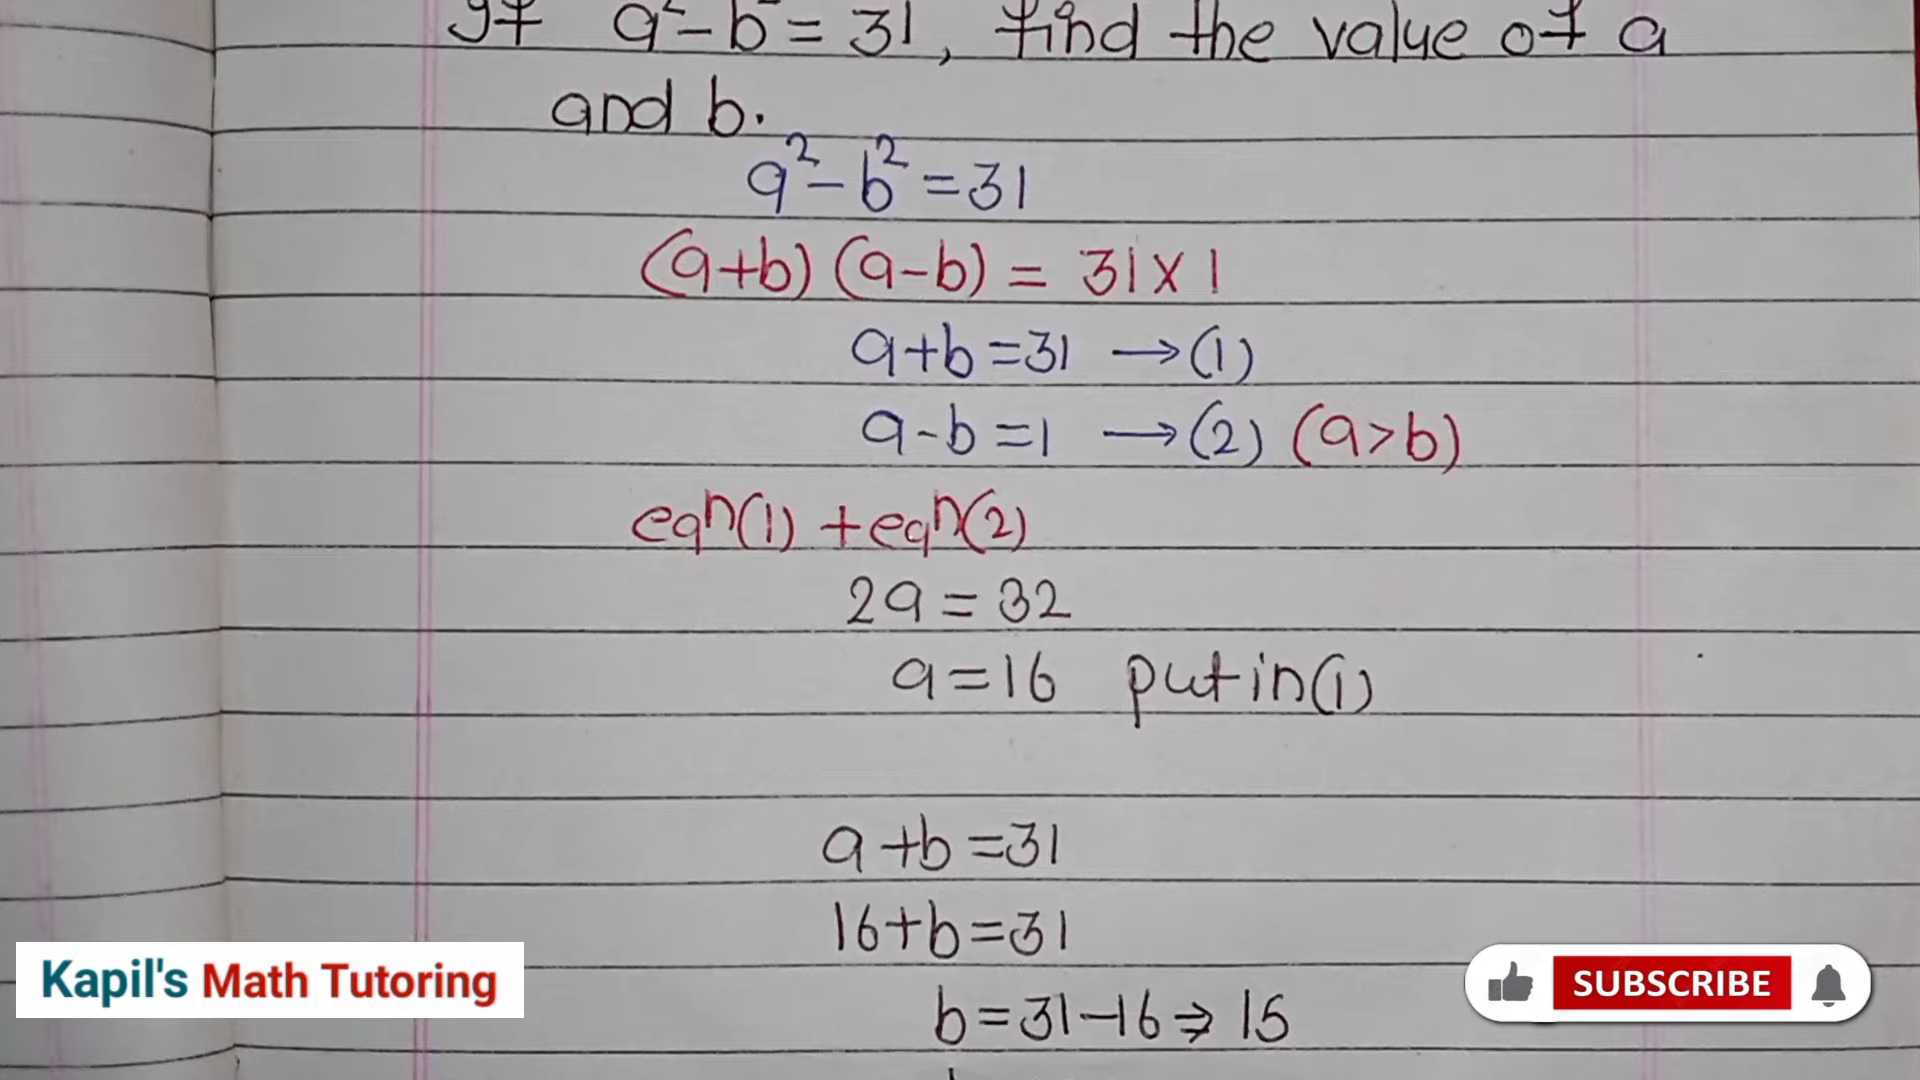 If a²-b²=31, find the value of a
and b.
a²-b²=31
(a+b)(a-b) = 31×1
a+b=31 →(1)
a-b=1 →(2) (a>b)
eqn(1) +eqn(2)
2a=32
a=16 put in(1)
a+b=31
16+b=31
b=31-16⇒15
Kapil's Math Tutoring
SUBSCRIBE